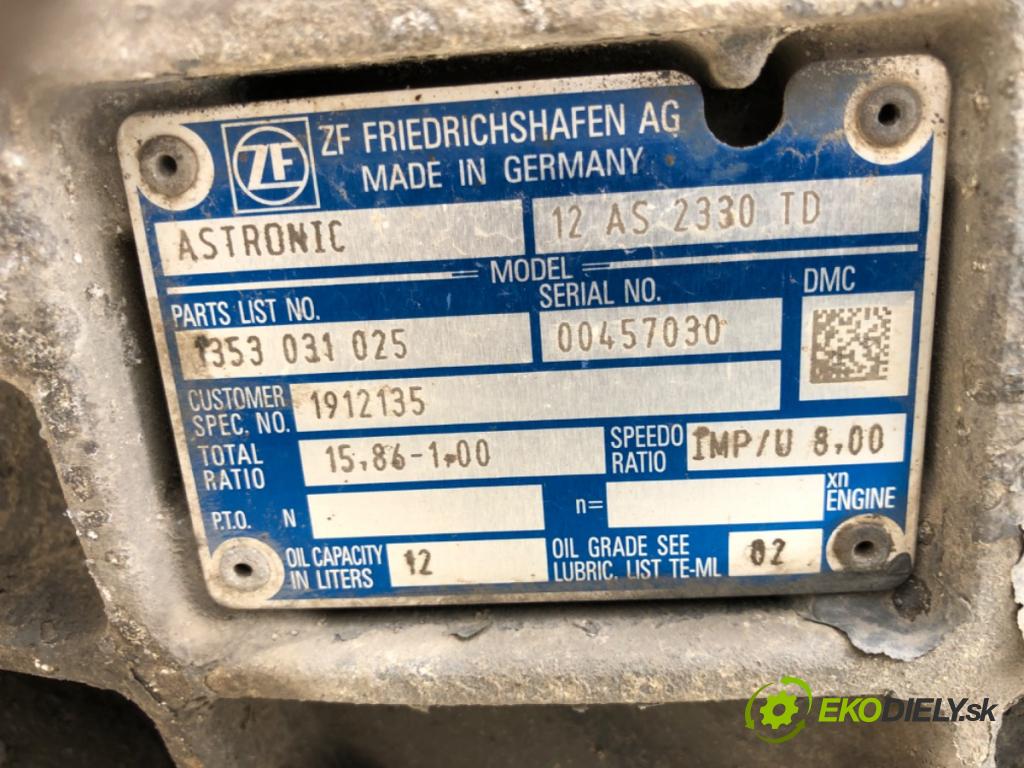 ZF
ZF FRIEDRICHSHAFEN AG
MADE IN GERMANY
ASTRONIC 12 AS 2330 TD
MODEL
PARTS LIST NO. SERIAL NO. DMC
1353 031 025 00457030
CUSTOMER SPEC. NO. 1912135
TOTAL RATIO 15,86-1,00 SPEEDO RATIO IMP/U 8,00
P.T.O. N n= xn ENGINE
OIL CAPACITY IN LITERS 12 OIL GRADE SEE LUBRIC. LIST TE-ML 02
EKODIELY.sk